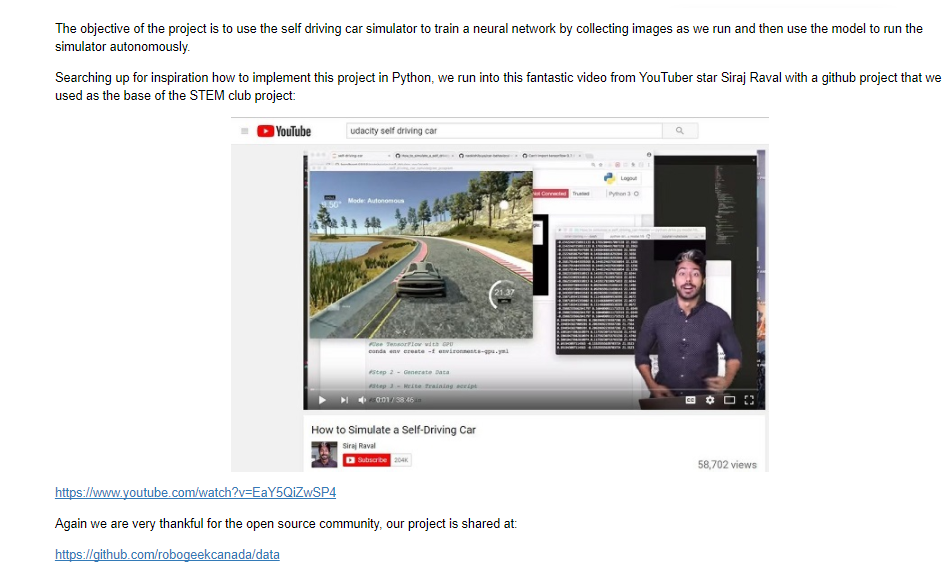 The objective of the project is to use the self driving car simulator to train a neural network by collecting images as we run and then use the model to run the
simulator autonomously.
Searching up for inspiration how to implement this project in Python, we run into this fantastic video from YouTuber star Siraj Raval with a github project that we
used as the base of the STEM club project:
YouTube
udacity self driving car
Logout
Not Connected Trusted Python 3
Mode: Autonomous
21.37
#Use TensorFlow with GPU
conda env create -f environments-gpu.yml
#Step 2 - Generate Data
#Step 3 - Write Training script
0:01 / 38:46
How to Simulate a Self-Driving Car
Siraj Raval
Subscribe 204K
58,702 views
https://www.youtube.com/watch?v=EaY5QiZwSP4
Again we are very thankful for the open source community, our project is shared at:
https://github.com/robogeekcanada/data